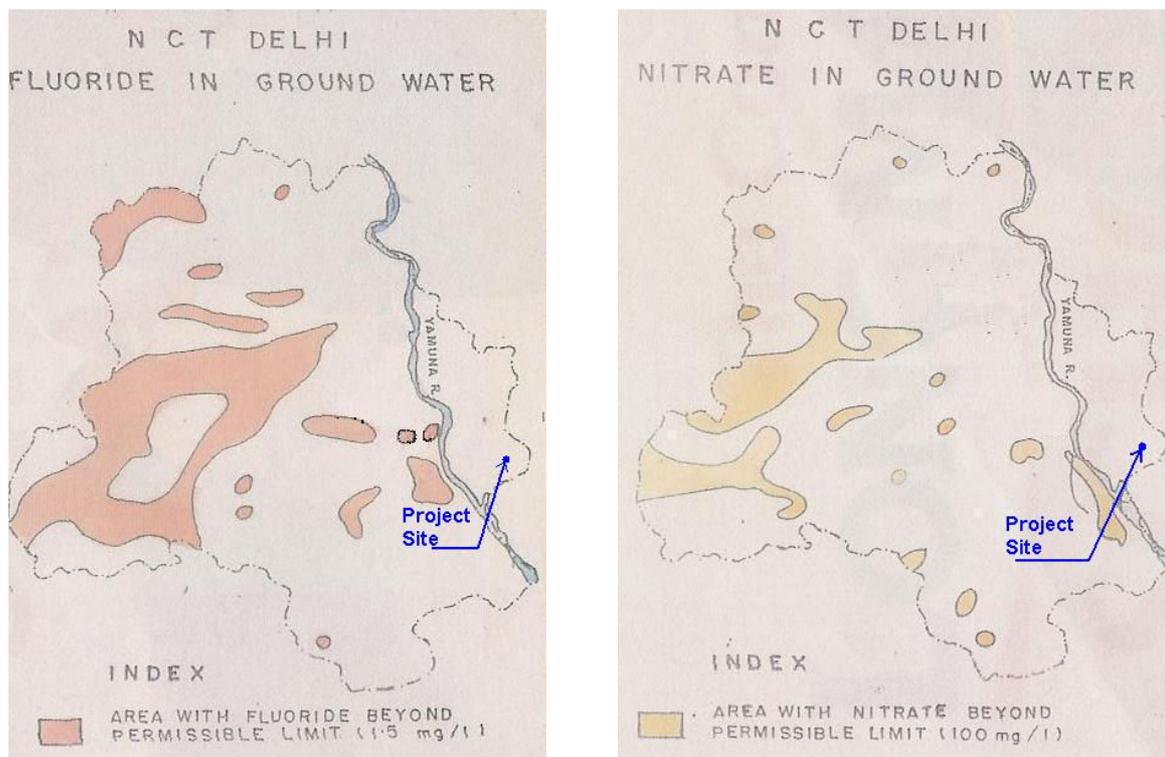 N C T DELHI
FLUORIDE IN GROUND WATER
YAMUNA R.
Project
Site
INDEX
AREA WITH FLUORIDE BEYOND
PERMISSIBLE LIMIT (1.5 mg/l)
N C T DELHI
NITRATE IN GROUND WATER
YAMUNA R.
Project
Site
INDEX
AREA WITH NITRATE BEYOND
PERMISSIBLE LIMIT (100 mg/l)